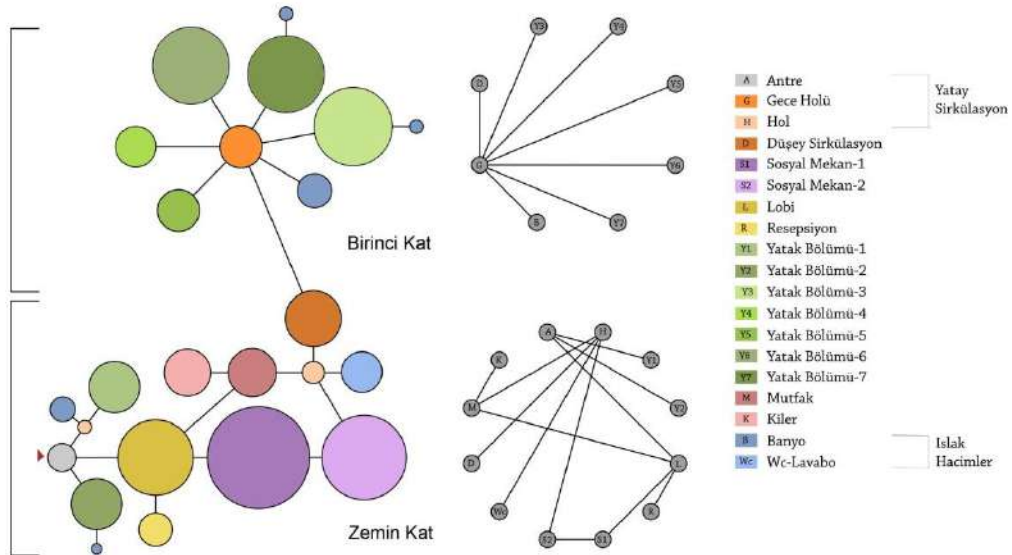 Birinci Kat
Zemin Kat
Y3
Y4
D
Y5
G
Y6
B
Y7
A
H
K
Y1
M
Y2
D
L
Wc
R
S2
S1
A Antre
G Gece Holü
H Hol
D Düşey Sirkülasyon
S1 Sosyal Mekan-1
S2 Sosyal Mekan-2
L Lobi
R Resepsiyon
Y1 Yatak Bölümü-1
Y2 Yatak Bölümü-2
Y3 Yatak Bölümü-3
Y4 Yatak Bölümü-4
Y5 Yatak Bölümü-5
Y6 Yatak Bölümü-6
Y7 Yatak Bölümü-7
M Mutfak
K Kiler
B Banyo
Wc Wc-Lavabo
Yatay
Sirkülasyon
Islak
Hacimler